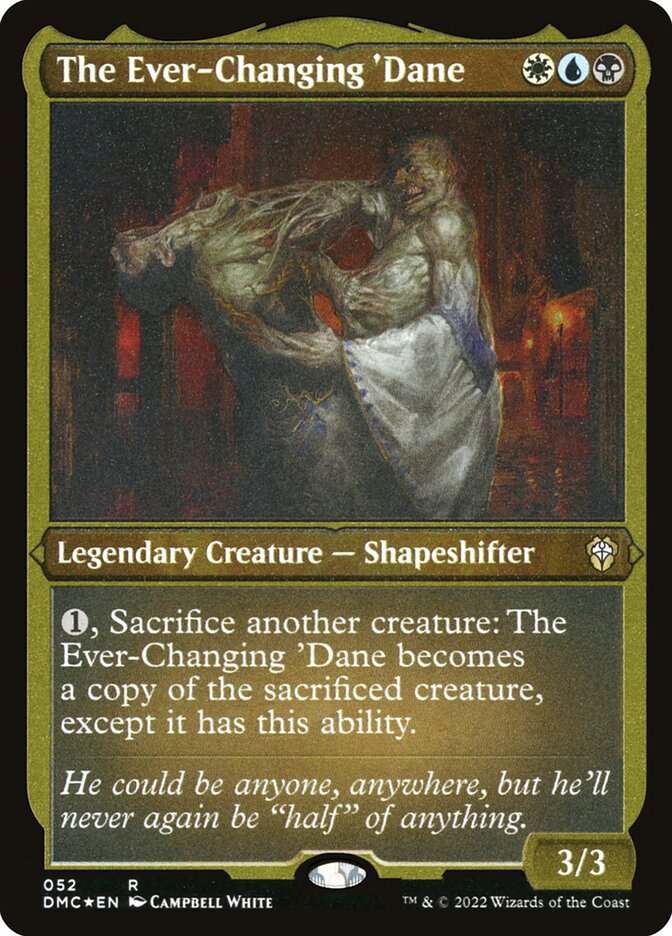 The Ever-Changing ’Dane
Legendary Creature — Shapeshifter
1, Sacrifice another creature: The
Ever-Changing ’Dane becomes
a copy of the sacrificed creature,
except it has this ability.
He could be anyone, anywhere, but he’ll
never again be “half” of anything.
3/3
052 R
DMC★EN CAMPBELL WHITE
™ & © 2022 Wizards of the Coast